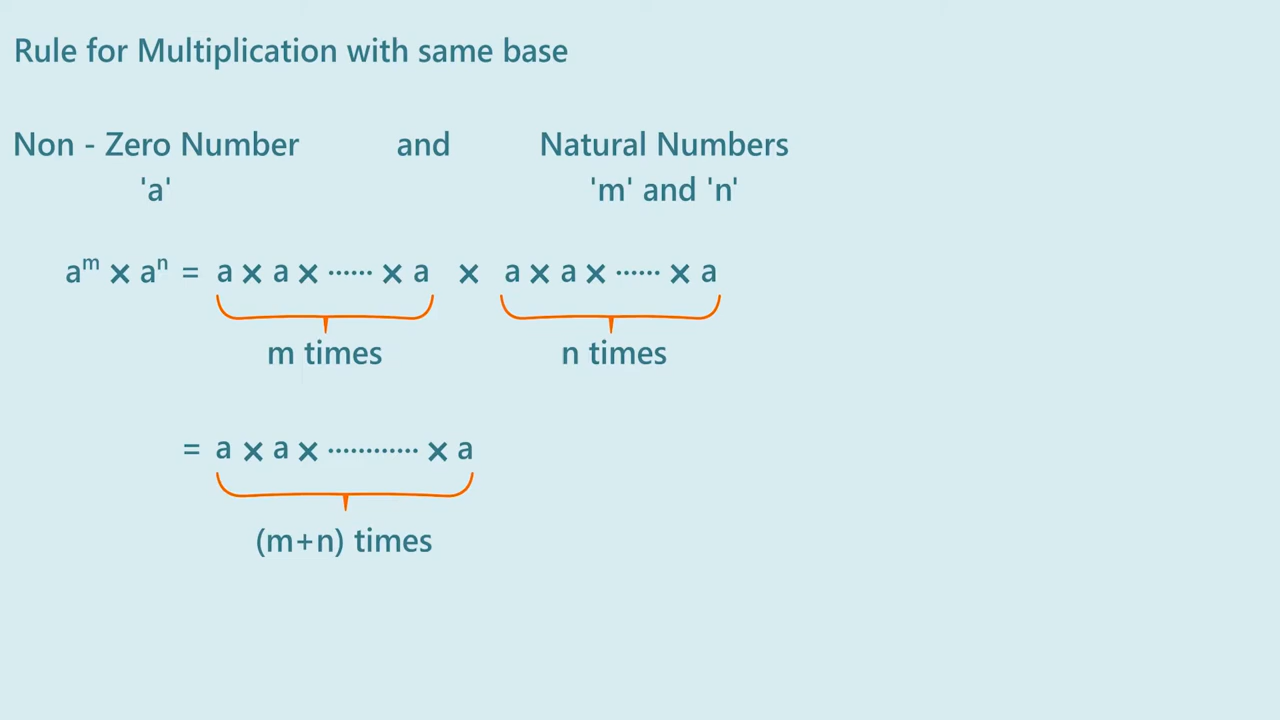 Rule for Multiplication with same base
Non - Zero Number and Natural Numbers
'a' 'm' and 'n'
aᵐ × aⁿ = a × a × ...... × a × a × a × ...... × a
m times n times
= a × a × ............ × a
(m+n) times